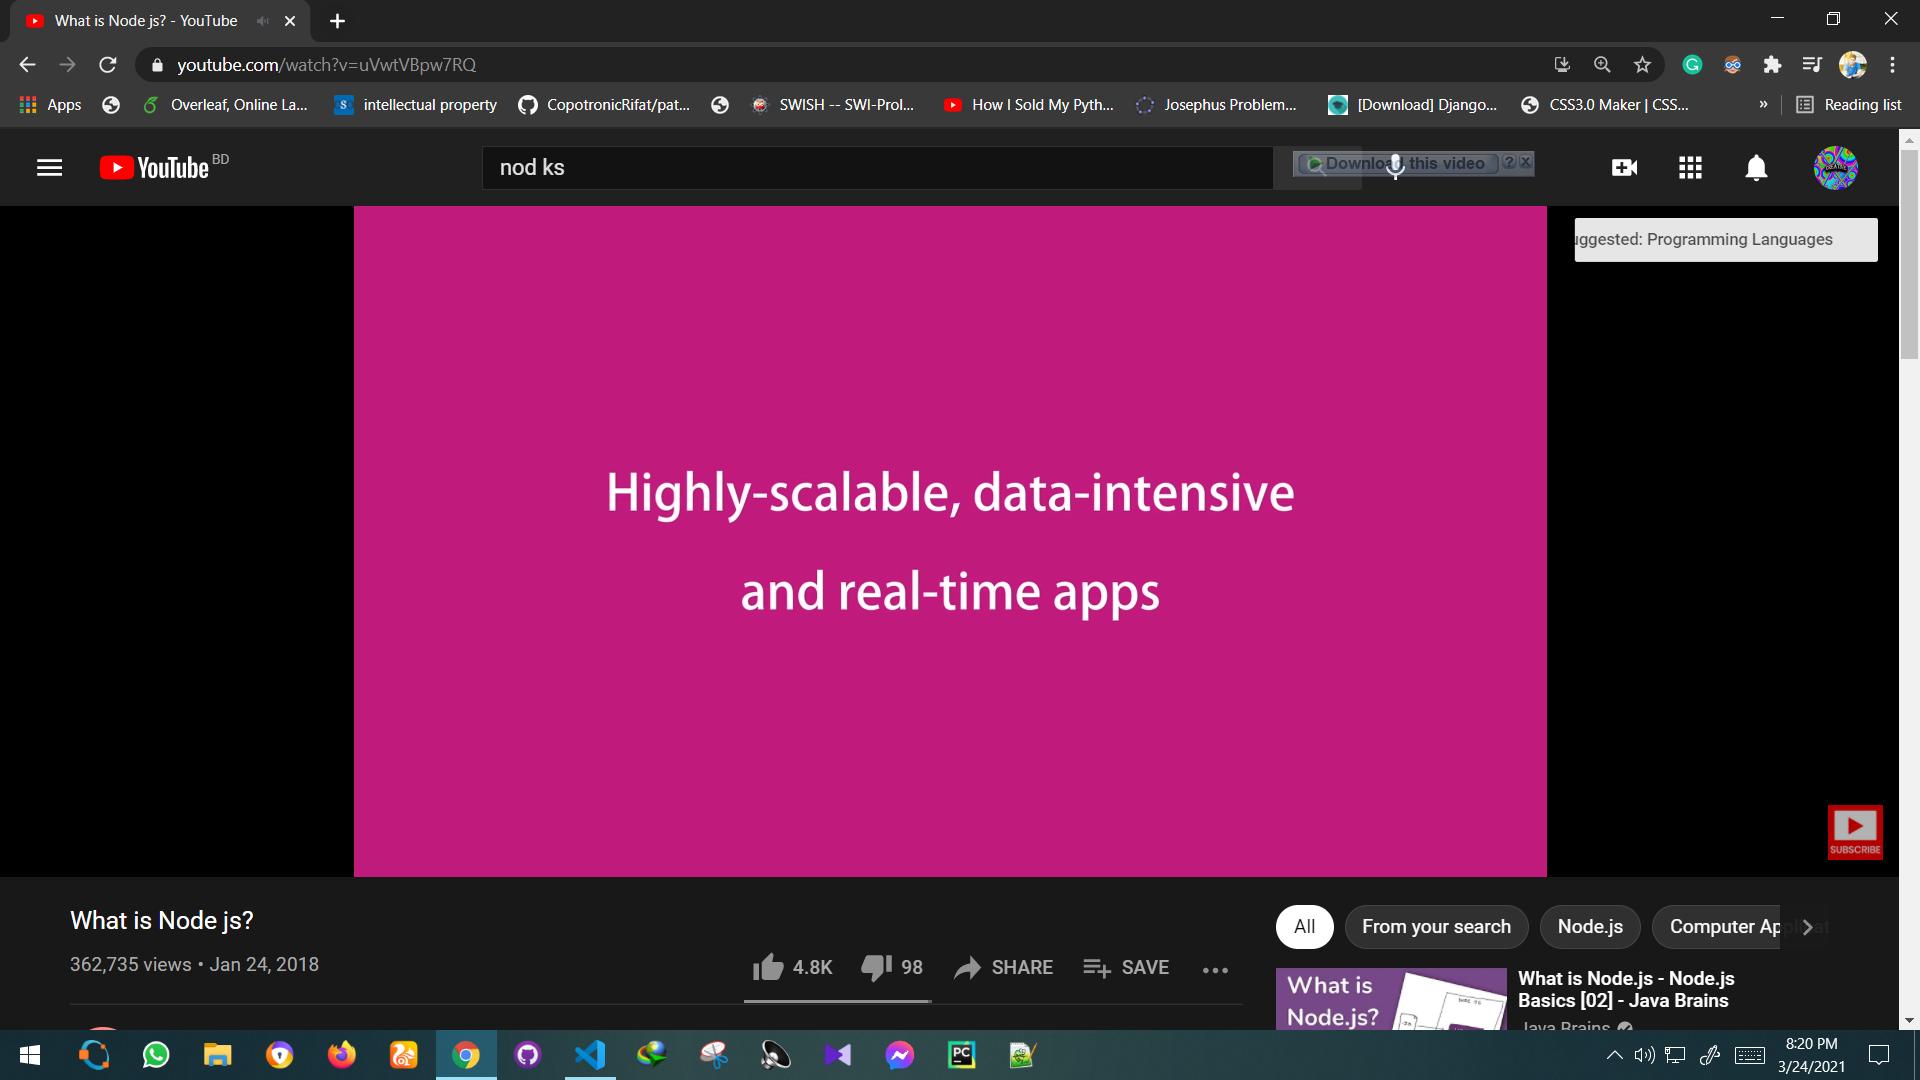 What is Node js? - YouTube
youtube.com/watch?v=uVwtVBpw7RQ
Apps
Overleaf, Online La...
intellectual property
CopotronicRifat/pat...
SWISH -- SWI-Prol...
How I Sold My Pyth...
Josephus Problem...
[Download] Django...
CSS3.0 Maker | CSS...
»
Reading list
YouTube BD
nod ks
Download this video ? X
uggested: Programming Languages
Highly-scalable, data-intensive
and real-time apps
SUBSCRIBE
What is Node js?
362,735 views • Jan 24, 2018
4.8K
98
SHARE
SAVE
All
From your search
Node.js
Computer Ap
What is
Node.js?
What is Node.js - Node.js
Basics [02] - Java Brains
Java Brains
8:20 PM
3/24/2021